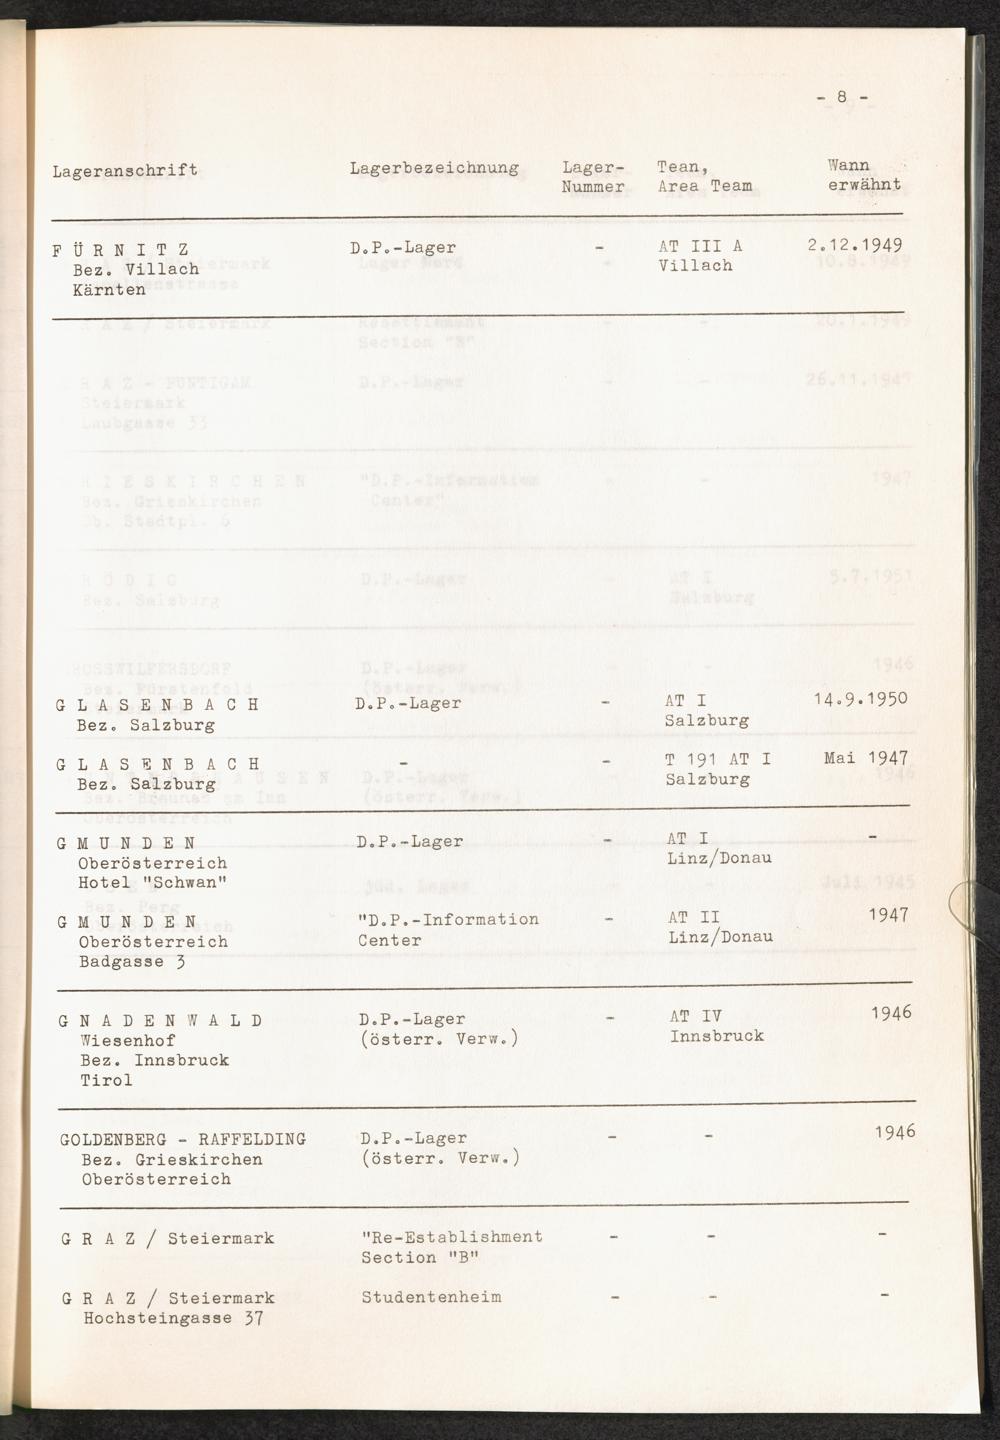 - 8 -
Lageranschrift Lagerbezeichnung Lager- Tean, Wann
Nummer Area Team erwähnt
F Ü R N I T Z D.P.-Lager - AT III A 2.12.1949
Bez. Villach Villach
Kärnten
G L A S E N B A C H D.P.-Lager - AT I 14.9.1950
Bez. Salzburg Salzburg
G L A S E N B A C H - - T 191 AT I Mai 1947
Bez. Salzburg Salzburg
G M U N D E N D.P.-Lager - AT I -
Oberösterreich Linz/Donau
Hotel "Schwan"
G M U N D E N "D.P.-Information - AT II 1947
Oberösterreich Center Linz/Donau
Badgasse 3
G N A D E N W A L D D.P.-Lager - AT IV 1946
Wiesenhof (österr. Verw.) Innsbruck
Bez. Innsbruck
Tirol
GOLDENBERG - RAFFELDING D.P.-Lager - - 1946
Bez. Grieskirchen (österr. Verw.)
Oberösterreich
G R A Z / Steiermark "Re-Establishment - - -
Section "B"
G R A Z / Steiermark Studentenheim - - -
Hochsteingasse 37